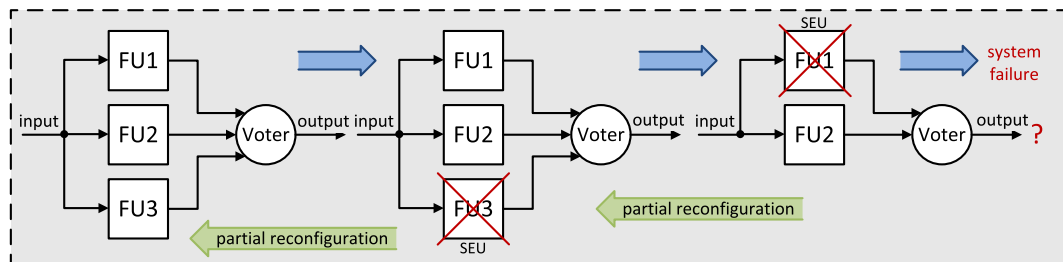 FU1
input
FU2
Voter
output
FU3
partial reconfiguration
FU1
input
FU2
Voter
output
FU3
SEU
partial reconfiguration
SEU
FU1
input
FU2
Voter
output
?
system
failure